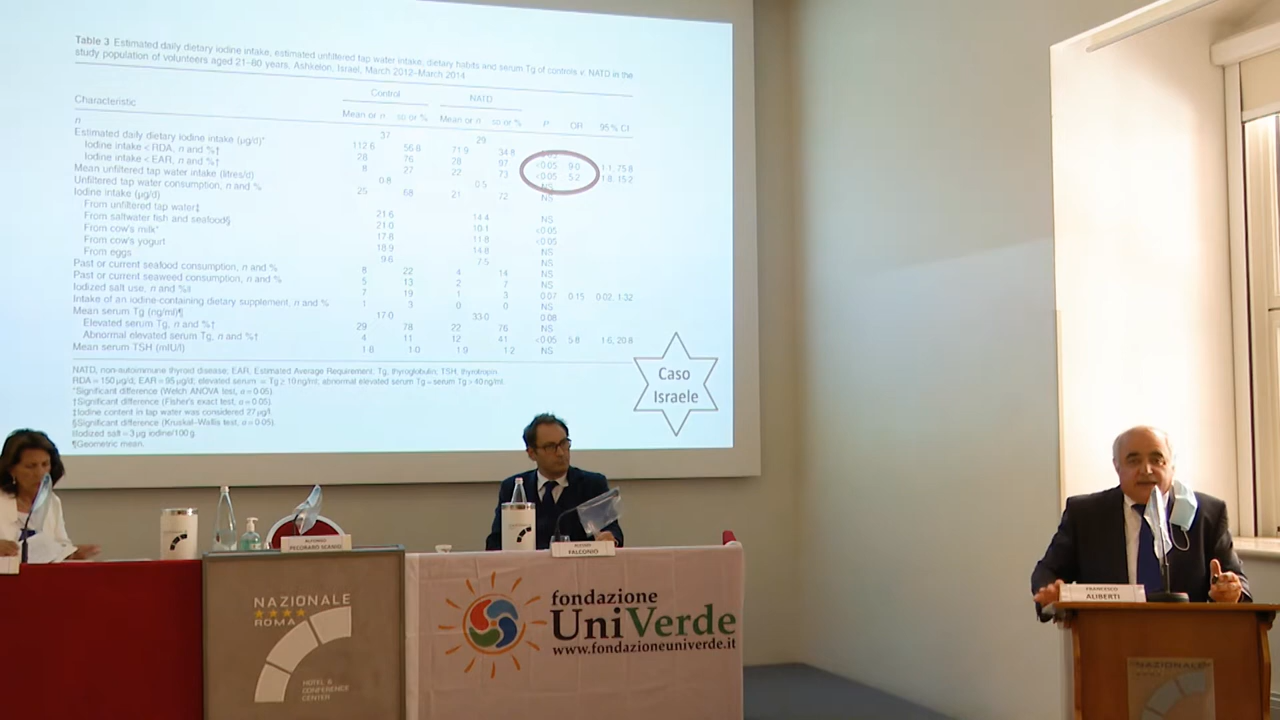 Table 3 Estimated daily dietary iodine intake, estimated unfiltered tap water intake, dietary habits and serum Tg of controls v. NATD in the
study population of volunteers aged 21–80 years, Ashkelon, Israel, March 2012–March 2014
Control NATD
Characteristic Mean or n SD or % Mean or n SD or % P OR 95 % CI
n 37 29
Estimated daily dietary iodine intake (µg/d)* 112·6 56·8 71·9 34·8
Iodine intake < RDA, n and %† 28 76 28 97 <0·05 9·0 1·1, 75·8
Iodine intake < EAR, n and %† 8 27 22 73 <0·05 5·2 1·8, 15·2
Mean unfiltered tap water intake (litres/d) 0·8 0·5 NS
Unfiltered tap water consumption, n and % 25 68 21 72 NS
Iodine intake (µg/d)
From unfiltered tap water‡ 21·6 14·4 NS
From saltwater fish and seafood§ 21·0 10·1 <0·05
From cow's milk* 17·8 11·8 <0·05
From cow's yogurt 18·9 14·8 NS
From eggs 9·6 7·5 NS
Past or current seafood consumption, n and % 8 22 4 14 NS
Past or current seaweed consumption, n and % 5 13 2 7 NS
Iodized salt use, n and %‖ 7 19 1 3 0·07 0·15 0·02, 1·32
Intake of an iodine-containing dietary supplement, n and % 1 3 0 0 NS
Mean serum Tg (ng/ml)¶ 17·0 33·0 0·08
Elevated serum Tg, n and %† 29 78 22 76 NS
Abnormal elevated serum Tg, n and %† 4 11 12 41 <0·05 5·8 1·6, 20·8
Mean serum TSH (mIU/l) 1·8 1·0 1·9 1·2 NS
NATD, non-autoimmune thyroid disease; EAR, Estimated Average Requirement; Tg, thyroglobulin; TSH, thyrotropin.
RDA = 150 µg/d; EAR = 95 µg/d; elevated serum = Tg ≥ 10 ng/ml; abnormal elevated serum Tg = serum Tg > 40 ng/ml.
*Significant difference (Welch ANOVA test, α = 0·05).
†Significant difference (Fisher's exact test, α = 0·05).
‡Iodine content in tap water was considered 27 µg/l.
§Significant difference (Kruskal–Wallis test, α = 0·05).
‖Iodized salt = 3 µg iodine/100 g.
¶Geometric mean.
Caso
Israele
ALFONSO
PECORARO SCANIO
FALCONIO
FRANCESCO
ALIBERTI
NAZIONALE
ROMA
HOTEL &
CONFERENCE
CENTER
fondazione
UniVerde
www.fondazioneuniverde.it
NAZIONALE